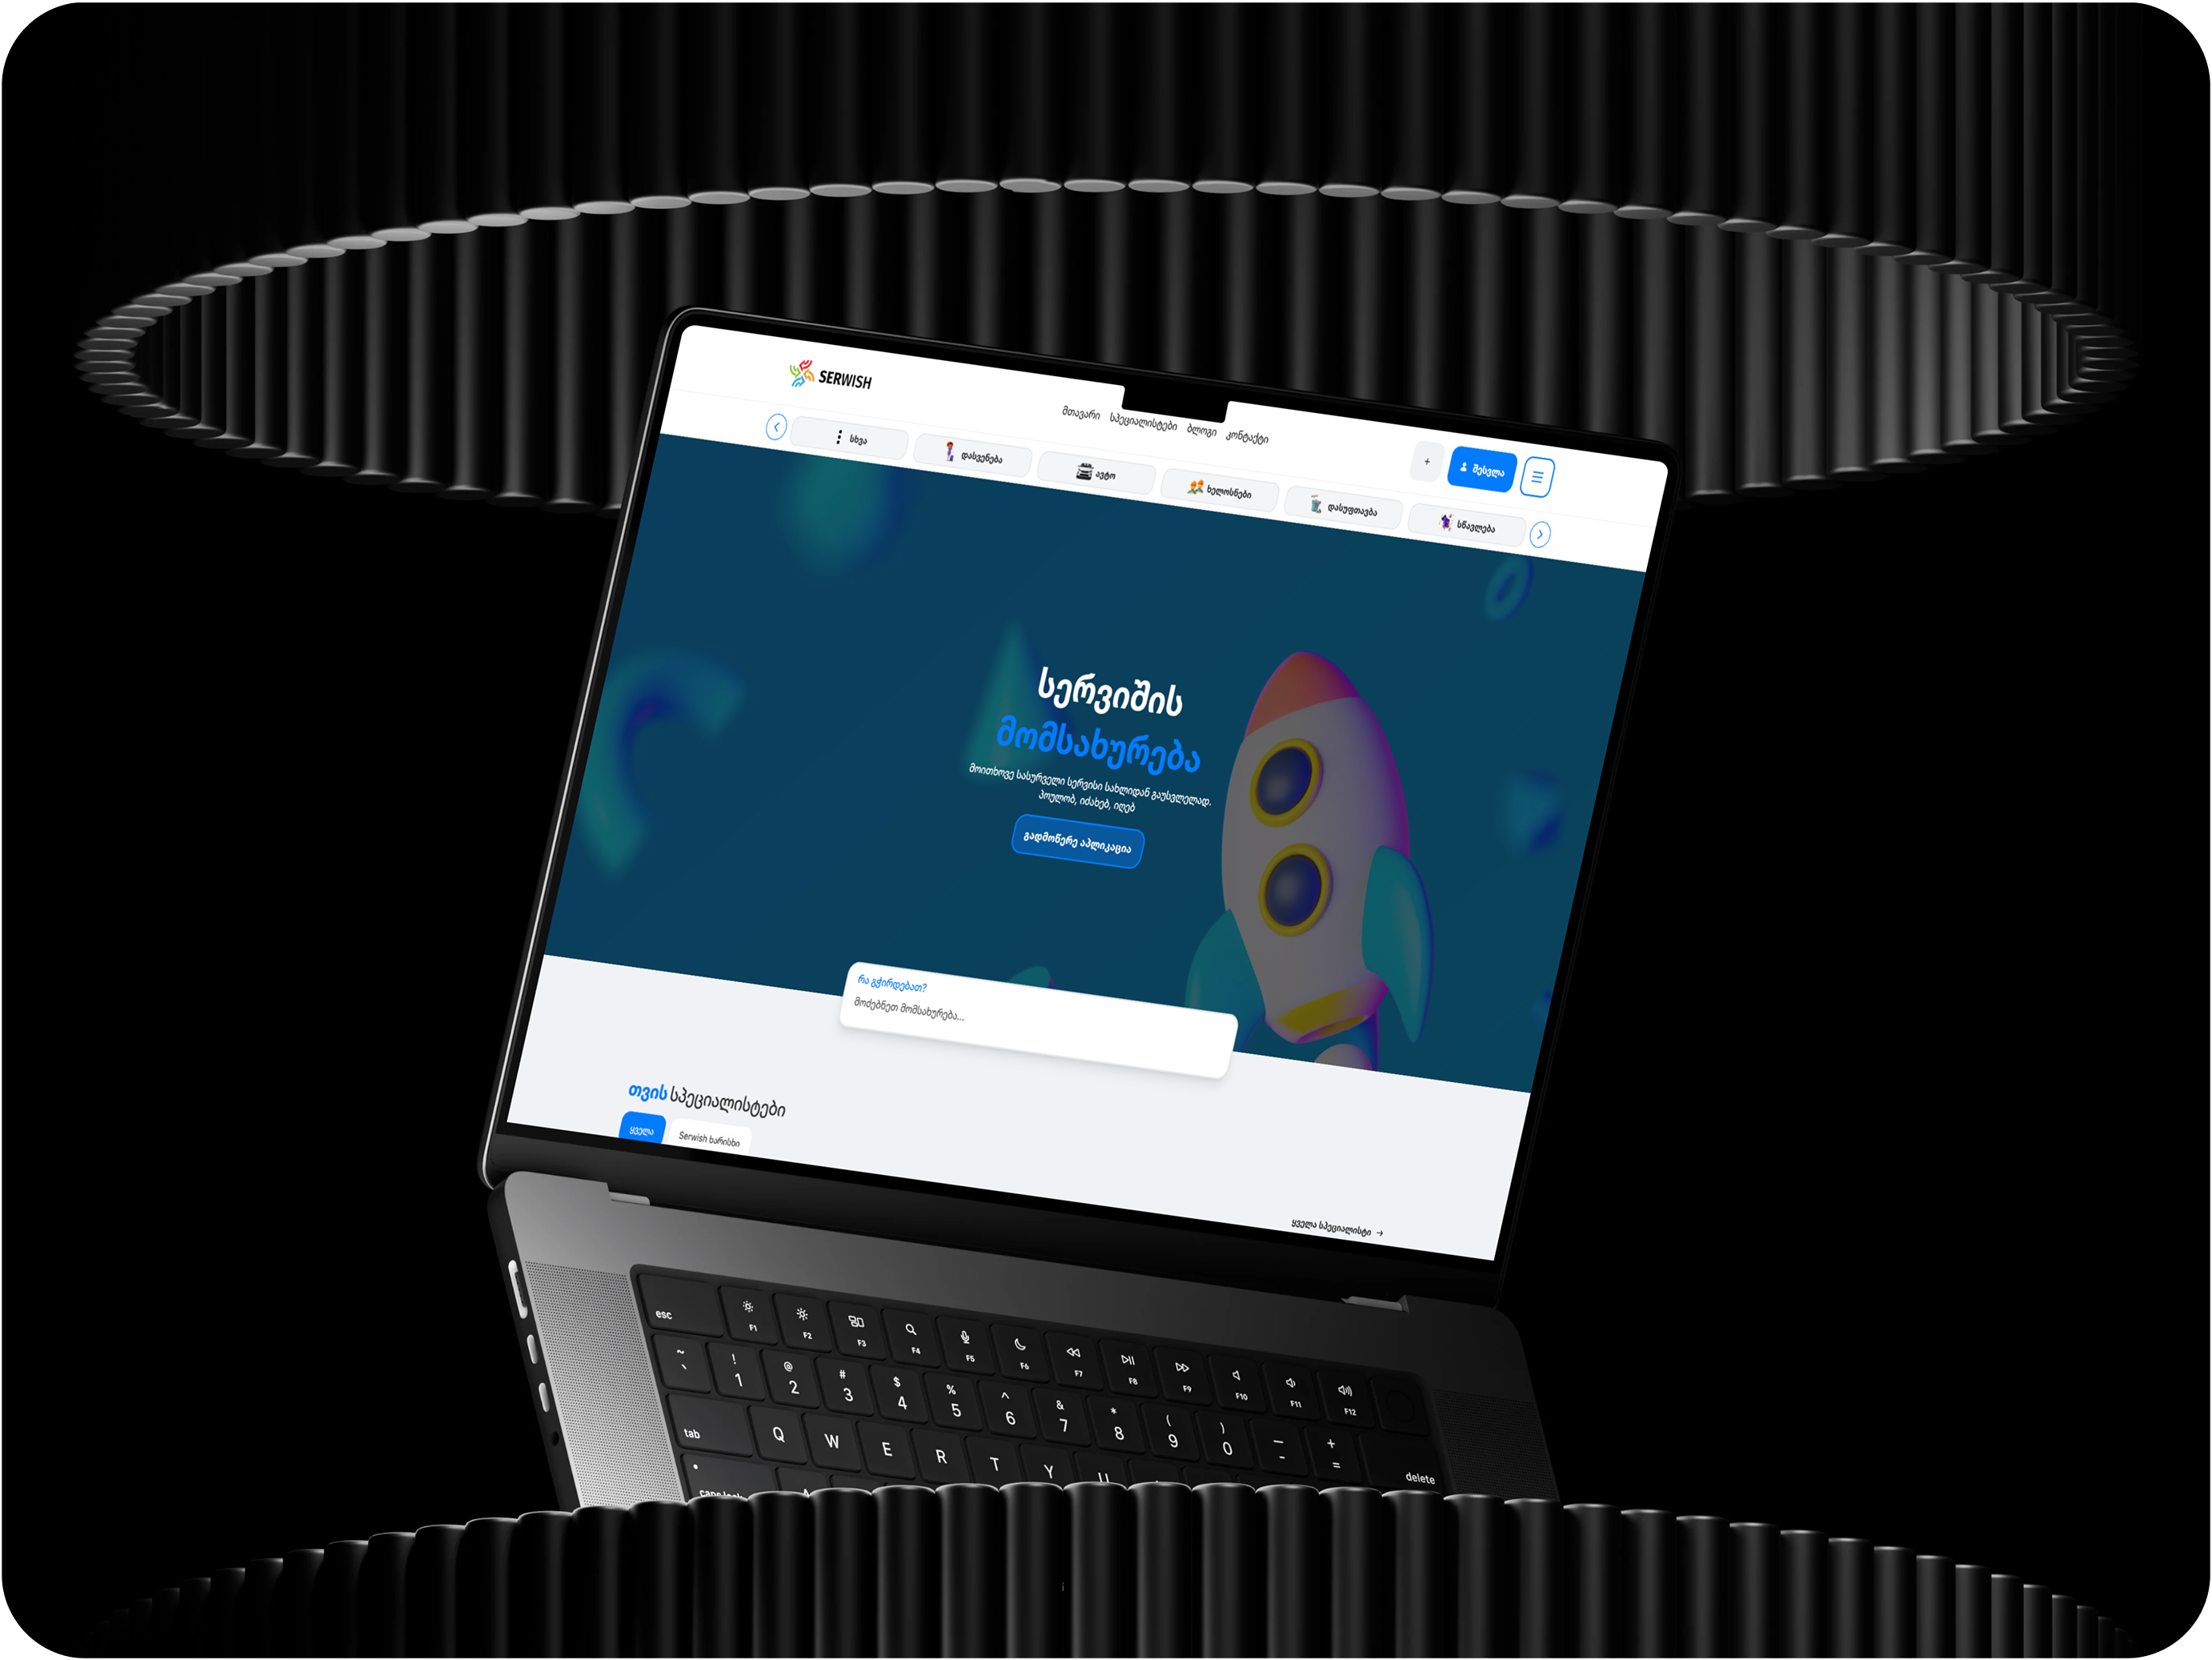 SERWISH
მთავარი სპეციალისტები ბლოგი კონტაქტი
+ შესვლა
სხვა დასვენება ავტო ხელოსნები დასუფთავება სწავლება
სერვიშის
მომსახურება
მოითხოვე სასურველი სერვისი სახლიდან გაუსვლელად.
პოულობ, იძახებ, იღებ
გადმოწერე აპლიკაცია
რა გჭირდებათ?
მოძებნეთ მომსახურება...
თვის სპეციალისტები
ყველა Serwish ხარისხი
ყველა სპეციალისტი →
esc F1 F2 F3 F4 F5 F6 F7 F8 F9 F10 F11 F12
~ ! @ # $ % ^ & * ( ) — +
` 1 2 3 4 5 6 7 8 9 0 - = delete
tab Q W E R T Y U